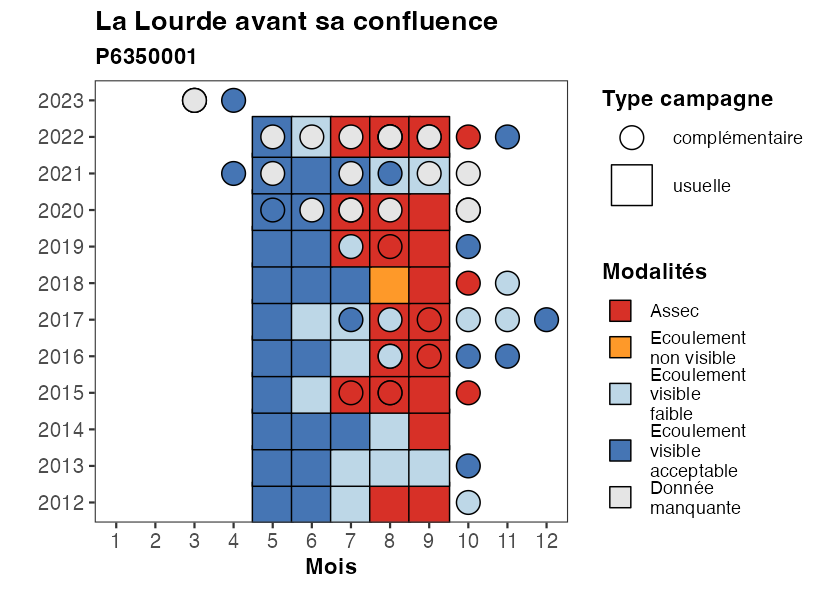 La Lourde avant sa confluence
P6350001
2023
2022
2021
2020
2019
2018
2017
2016
2015
2014
2013
2012
1 2 3 4 5 6 7 8 9 10 11 12
Mois
Type campagne
complémentaire
usuelle
Modalités
Assec
Ecoulement
non visible
Ecoulement
visible
faible
Ecoulement
visible
acceptable
Donnée
manquante